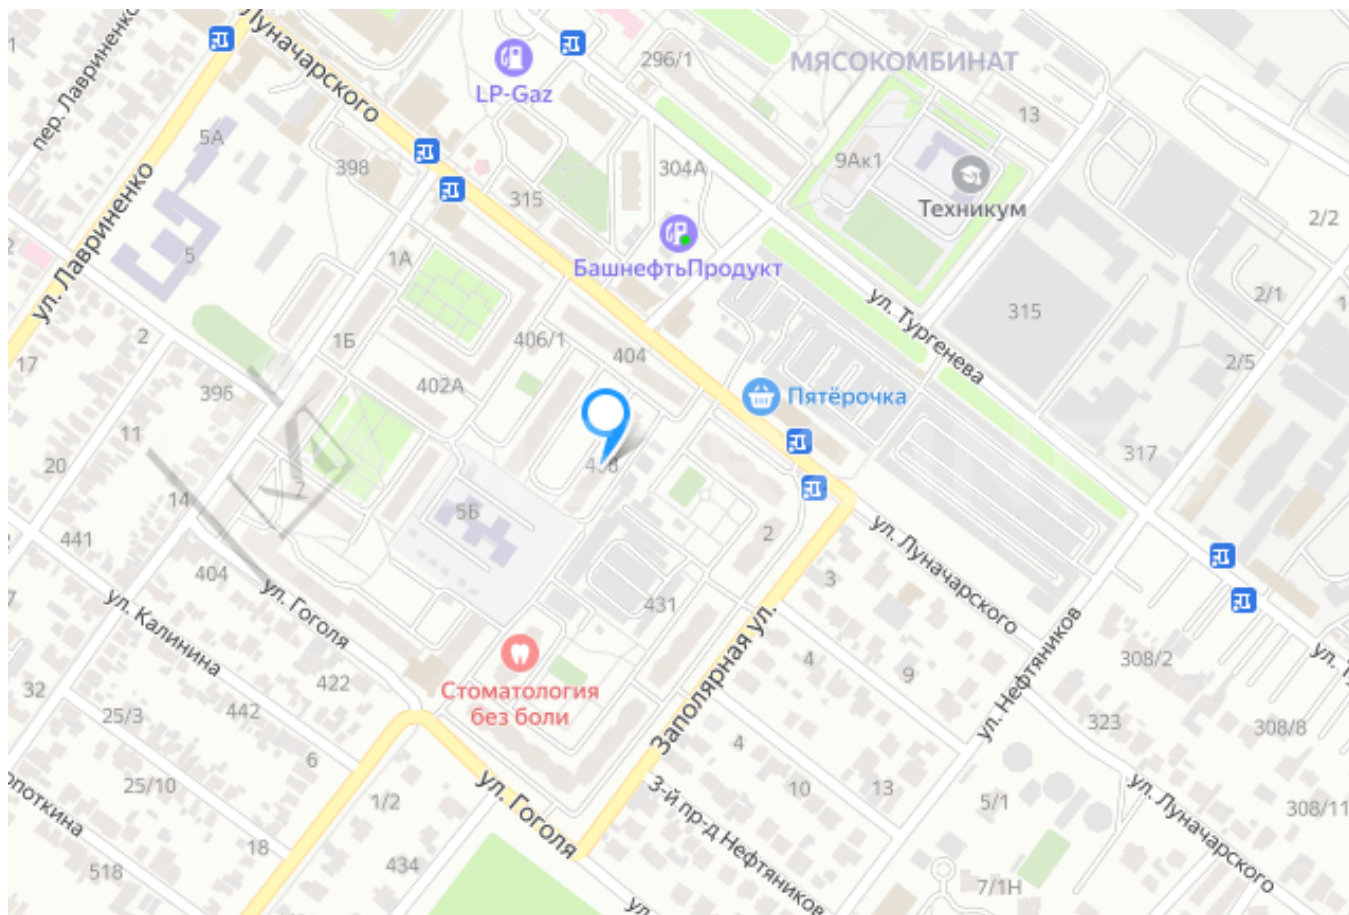 Луначарского
пер. Лавриненко
LP-Gaz
296/1
МЯСОКОМБИНАТ
13
5А
398
315
304А
9Ак1
Техникум
2/2
ул. Лавриненко
5
1А
БашнефтьПродукт
ул. Тургенева
315
2/1
1
2
1Б
406/1
404
2/5
17
396
402А
Пятёрочка
11
20
14
7
317
441
5Б
2
ул. Луначарского
404
ул. Гоголя
431
3
ул. Калинина
Заполярная ул.
4
9
ул. Нефтяников
308/2
32
25/3
442
422
Стоматология
без боли
323
308/8
6
4
25/10
1/2
10
13
5/1
308/11
ул. Гоголя
3-й пр-д Нефтяников
ул. Луначарского
18
434
518
7/1Н